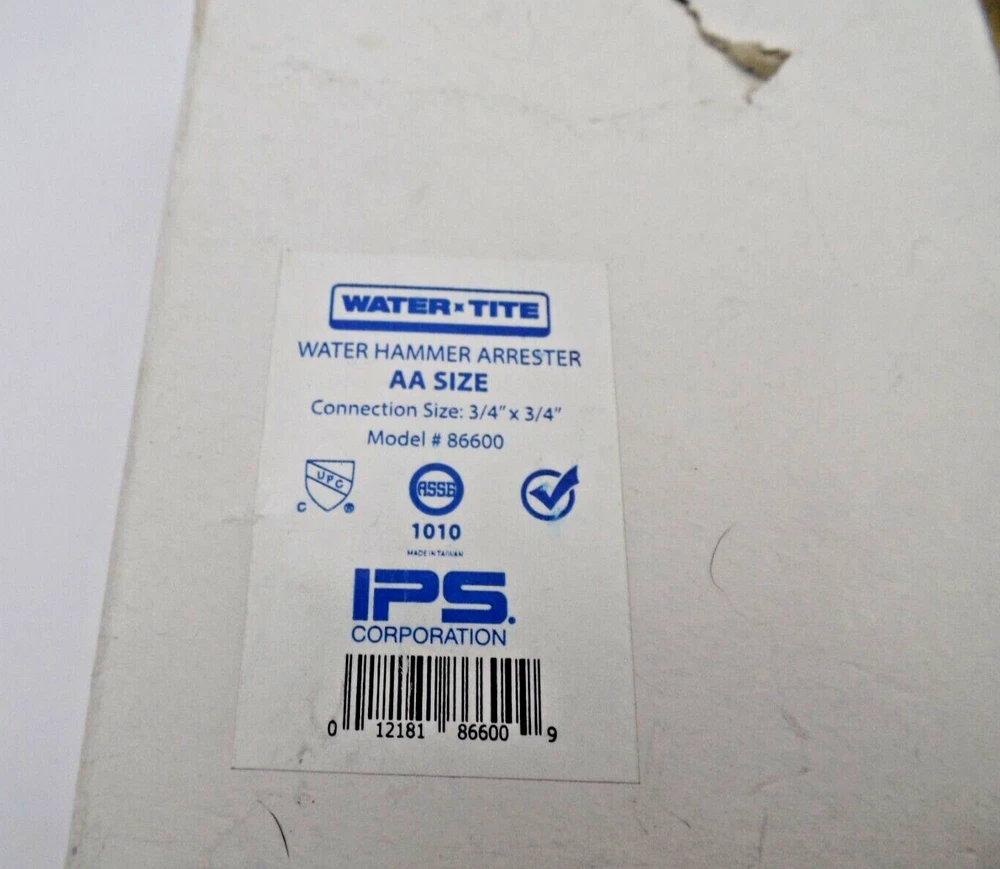 WATER×TITE
WATER HAMMER ARRESTER
AA SIZE
Connection Size: 3/4” x 3/4”
Model # 86600
UPC
C ®
ASSE
1010
MADE IN TAIWAN
IPS.
CORPORATION
0 12181 86600 9